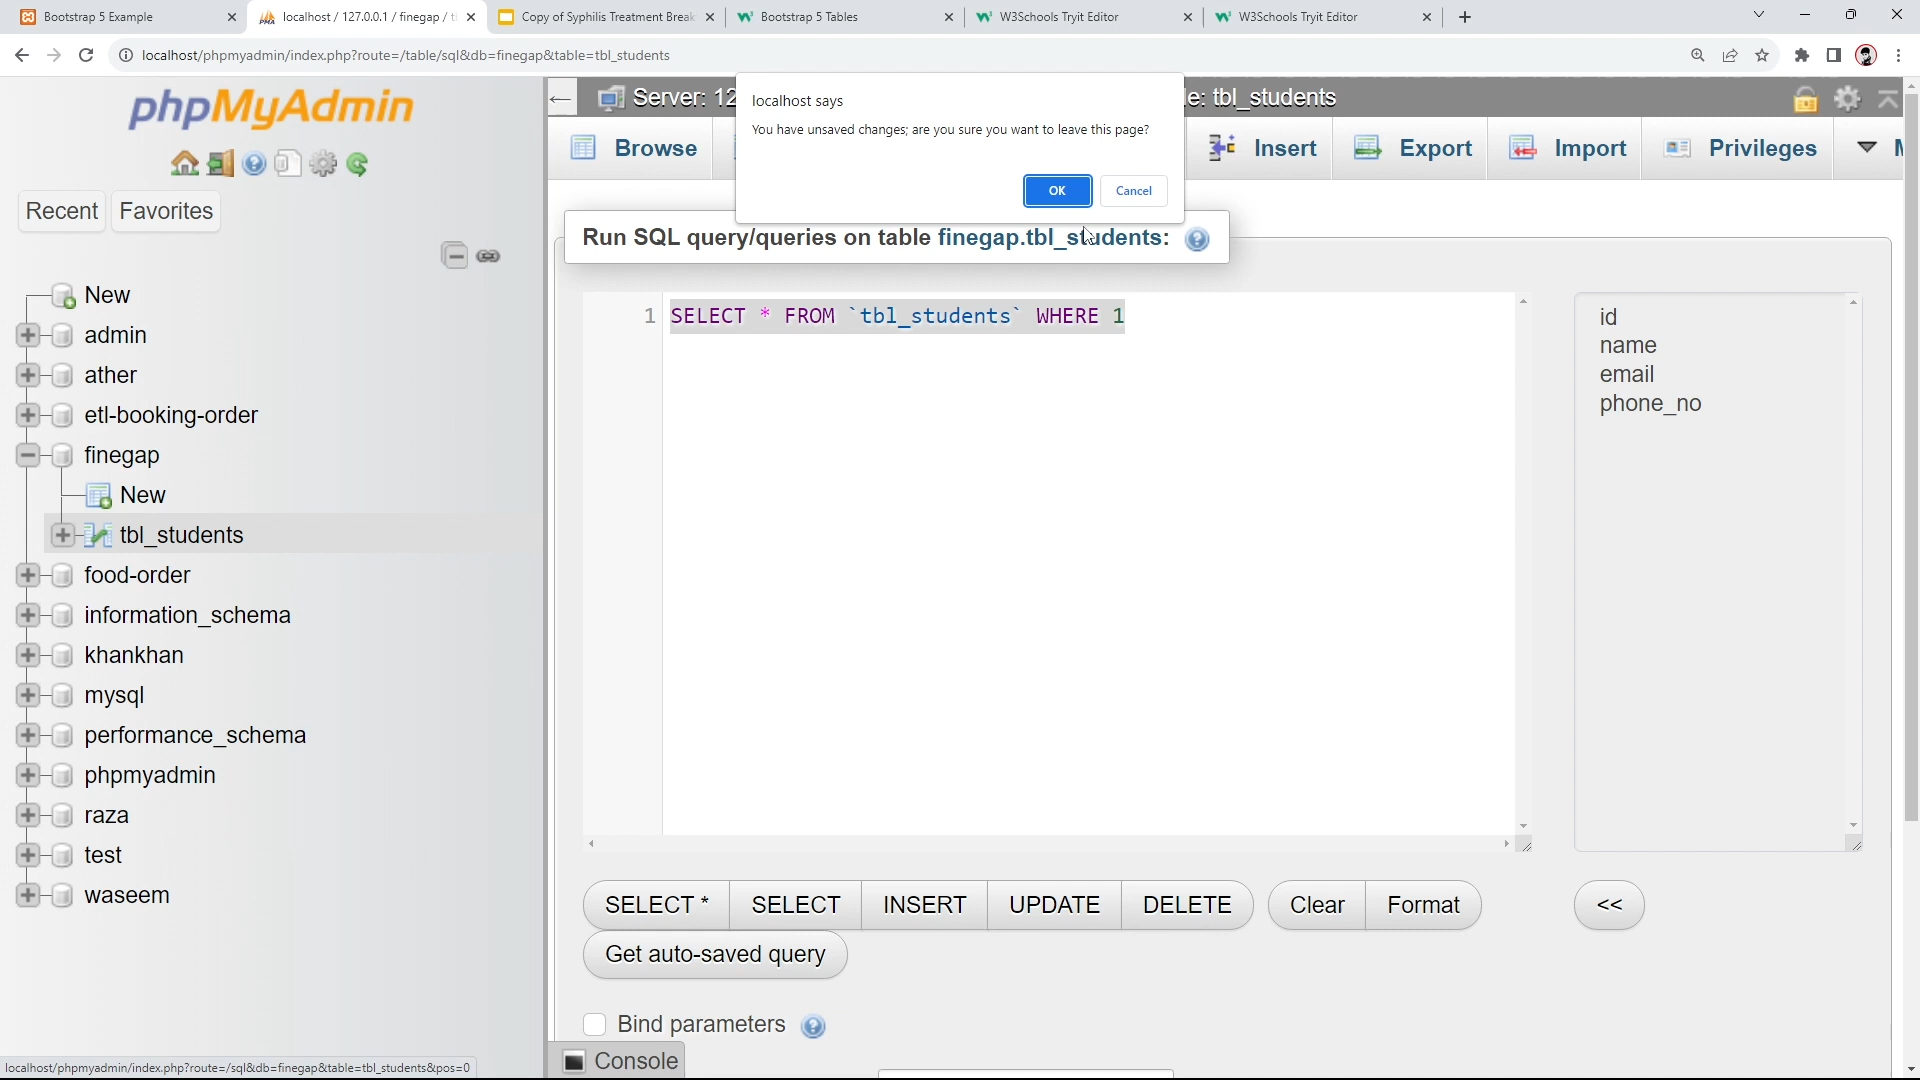 Bootstrap 5 Example
localhost / 127.0.0.1 / finegap / t
Copy of Syphilis Treatment Break
Bootstrap 5 Tables
W3Schools Tryit Editor
W3Schools Tryit Editor
localhost/phpmyadmin/index.php?route=/table/sql&db=finegap&table=tbl_students
phpMyAdmin
Recent
Favorites
New
admin
ather
etl-booking-order
finegap
New
tbl_students
food-order
information_schema
khankhan
mysql
performance_schema
phpmyadmin
raza
test
waseem
localhost/phpmyadmin/index.php?route=/sql&db=finegap&table=tbl_students&pos=0
Server: 12
le: tbl_students
localhost says
You have unsaved changes; are you sure you want to leave this page?
OK
Cancel
Browse
Insert
Export
Import
Privileges
Run SQL query/queries on table finegap.tbl_students:
1
SELECT * FROM `tbl_students` WHERE 1
id
name
email
phone_no
SELECT *
SELECT
INSERT
UPDATE
DELETE
Clear
Format
<<
Get auto-saved query
Bind parameters
Console